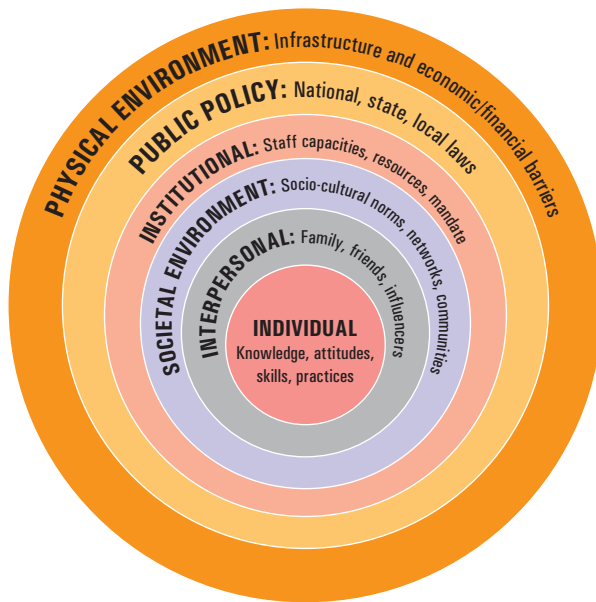 PHYSICAL ENVIRONMENT: Infrastructure and economic/financial barriers
PUBLIC POLICY: National, state, local laws
INSTITUTIONAL: Staff capacities, resources, mandate
SOCIETAL ENVIRONMENT: Socio-cultural norms, networks, communities
INTERPERSONAL: Family, friends, influencers
INDIVIDUAL
Knowledge, attitudes,
skills, practices